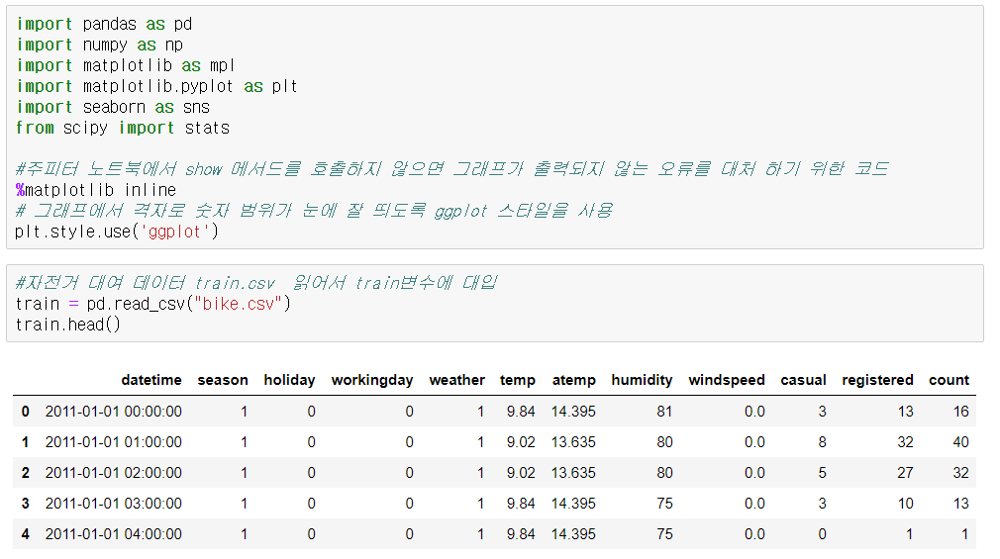 import pandas as pd
import numpy as np
import matplotlib as mpl
import matplotlib.pyplot as plt
import seaborn as sns
from scipy import stats
#주피터 노트북에서 show 메서드를 호출하지 않으면 그래프가 출력되지 않는 오류를 대처 하기 위한 코드
%matplotlib inline
# 그래프에서 격자로 숫자 범위가 눈에 잘 띄도록 ggplot 스타일을 사용
plt.style.use('ggplot')
#자전거 대여 데이터 train.csv 읽어서 train변수에 대입
train = pd.read_csv("bike.csv")
train.head()
datetime season holiday workingday weather temp atemp humidity windspeed casual registered count
0 2011-01-01 00:00:00 1 0 0 1 9.84 14.395 81 0.0 3 13 16
1 2011-01-01 01:00:00 1 0 0 1 9.02 13.635 80 0.0 8 32 40
2 2011-01-01 02:00:00 1 0 0 1 9.02 13.635 80 0.0 5 27 32
3 2011-01-01 03:00:00 1 0 0 1 9.84 14.395 75 0.0 3 10 13
4 2011-01-01 04:00:00 1 0 0 1 9.84 14.395 75 0.0 0 1 1